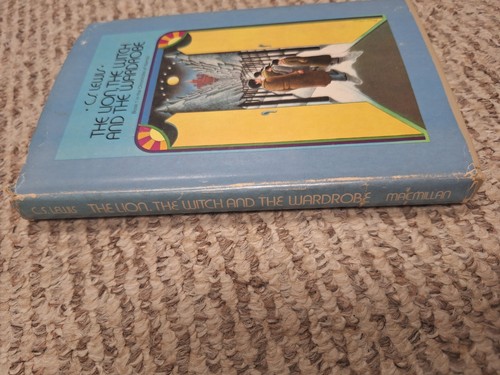 C.S. LEWIS
THE LION, THE WITCH
AND THE WARDROBE
C.S. LEWIS THE LION, THE WITCH AND THE WARDROBE MACMILLAN